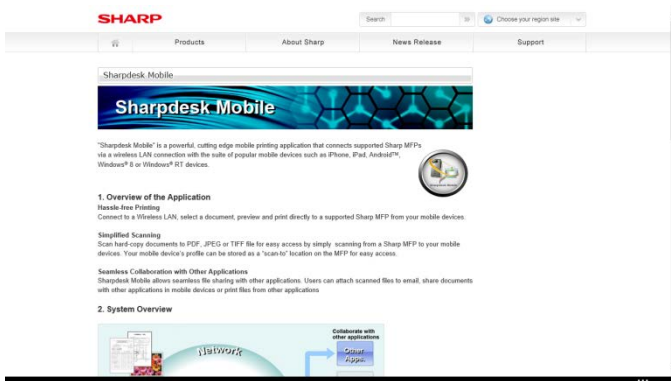 SHARP
Search
Choose your region site
Products
About Sharp
News Release
Support
Sharpdesk Mobile
Sharpdesk Mobile
"Sharpdesk Mobile" is a powerful, cutting edge mobile printing application that connects supported Sharp MFPs
via a wireless LAN connection with the suite of popular mobile devices such as iPhone, iPad, Android™,
Windows® 8 or Windows® RT devices.
1. Overview of the Application
Hassle-free Printing
Connect to a Wireless LAN, select a document, preview and print directly to a supported Sharp MFP from your mobile devices.
Simplified Scanning
Scan hard-copy documents to PDF, JPEG or TIFF file for easy access by simply scanning from a Sharp MFP to your mobile
devices. Your mobile device's profile can be stored as a "scan-to" location on the MFP for easy access.
Seamless Collaboration with Other Applications
Sharpdesk Mobile allows seamless file sharing with other applications. Users can attach scanned files to email, share documents
with other applications in mobile devices or print files from other applications
2. System Overview
Collaborate with
other applications
Network
Other
Apps.